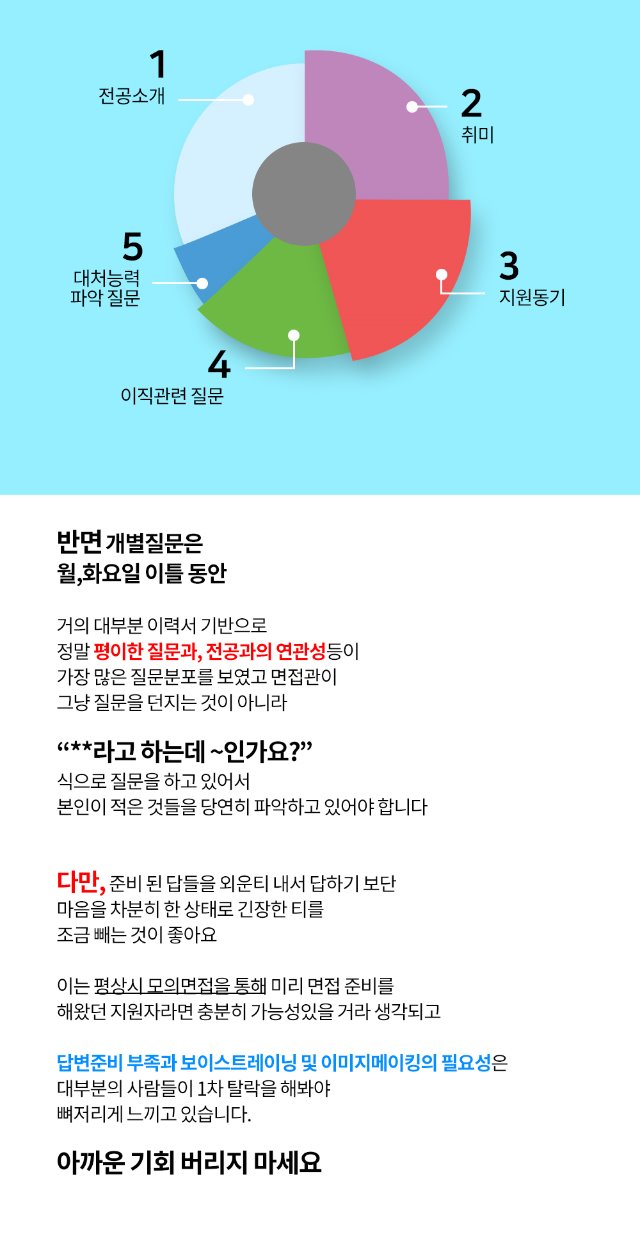 1
전공소개
2
취미
3
지원동기
4
이직관련 질문
5
대처능력
파악 질문
반면 개별질문은
월,화요일 이틀 동안
거의 대부분 이력서 기반으로
정말 평이한 질문과, 전공과의 연관성등이
가장 많은 질문분포를 보였고 면접관이
그냥 질문을 던지는 것이 아니라
“**라고 하는데 ~인가요?”
식으로 질문을 하고 있어서
본인이 적은 것들을 당연히 파악하고 있어야 합니다
다만, 준비 된 답들을 외운티 내서 답하기 보단
마음을 차분히 한 상태로 긴장한 티를
조금 빼는 것이 좋아요
이는 평상시 모의면접을 통해 미리 면접 준비를
해왔던 지원자라면 충분히 가능성있을 거라 생각되고
답변준비 부족과 보이스트레이닝 및 이미지메이킹의 필요성은
대부분의 사람들이 1차 탈락을 해봐야
뼈저리게 느끼고 있습니다.
아까운 기회 버리지 마세요